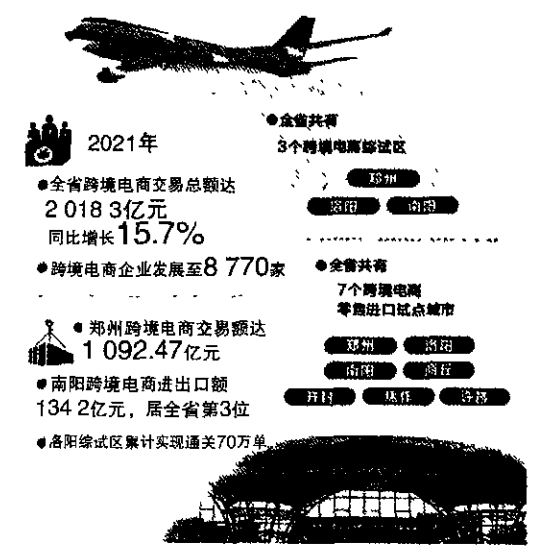 2021年
●全省跨境电商交易总额达
2 018 3亿元
同比增长15.7%
●跨境电商企业发展至8 770家
●郑州跨境电商交易额达
1 092.47亿元
●南阳跨境电商进出口额
134 2亿元，居全省第3位
●洛阳综试区累计实现通关70万单
●全省共有
3个跨境电商综试区
郑州
洛阳 南阳
●全省共有
7个跨境电商
零售进口试点城市
郑州 洛阳
南阳 商丘
开封 焦作 许昌